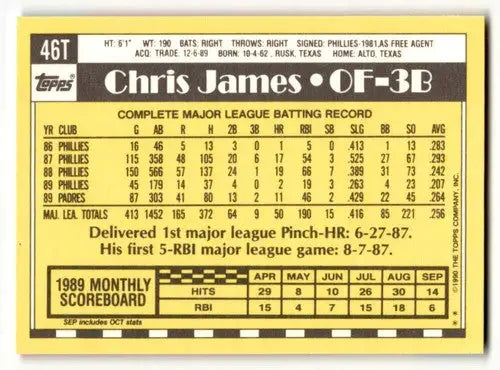 46T
HT: 6'1" WT: 190 BATS: RIGHT THROWS: RIGHT SIGNED: PHILLIES-1981, AS FREE AGENT
ACQ: TRADE, 12-6-89 BORN: 10-4-62, RUSK, TEXAS HOME: ALTO, TEXAS
Topps Chris James • OF-3B
COMPLETE MAJOR LEAGUE BATTING RECORD
YR CLUB G AB R H 2B 3B HR RBI SB SLG BB SO AVG
86 PHILLIES 16 46 5 13 3 0 1 5 0 .413 1 13 .283
87 PHILLIES 115 358 48 105 20 6 17 54 3 .525 27 67 .293
88 PHILLIES 150 566 57 137 24 1 19 66 7 .389 31 73 .242
89 PHILLIES 45 179 14 37 4 0 2 19 3 .263 4 23 .207
89 PADRES 87 303 41 80 13 2 11 46 2 .429 22 45 .264
MAJ. LEA. TOTALS 413 1452 165 372 64 9 50 190 15 .416 85 221 .256
Delivered 1st major league Pinch-HR: 6-27-87.
His first 5-RBI major league game: 8-7-87.
1989 MONTHLY SCOREBOARD
APR MAY JUN JUL AUG SEP
HITS 29 8 10 26 30 14
RBI 15 4 7 15 18 6
SEP includes OCT stats
©1990 THE TOPPS COMPANY, INC.
* *